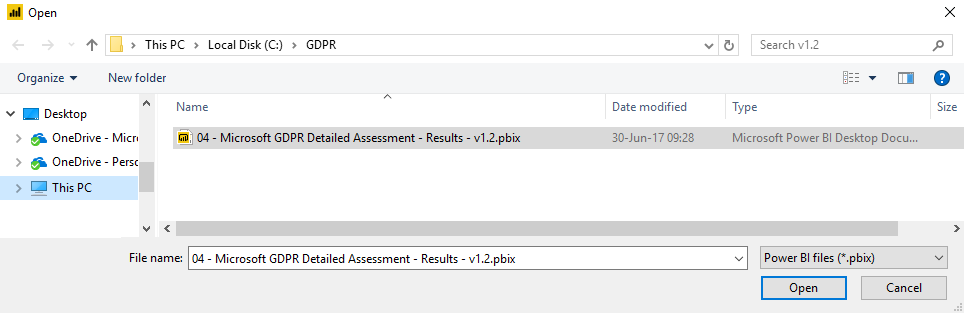 Open
This PC > Local Disk (C:) > GDPR
Search v1.2
Organize
New folder
Name
Date modified
Type
Size
Desktop
OneDrive - Micr
OneDrive - Perso
This PC
04 - Microsoft GDPR Detailed Assessment - Results - v1.2.pbix
30-Jun-17 09:28
Microsoft Power BI Desktop Docu...
File name:
04 - Microsoft GDPR Detailed Assessment - Results - v1.2.pbix
Power BI files (*.pbix)
Open
Cancel